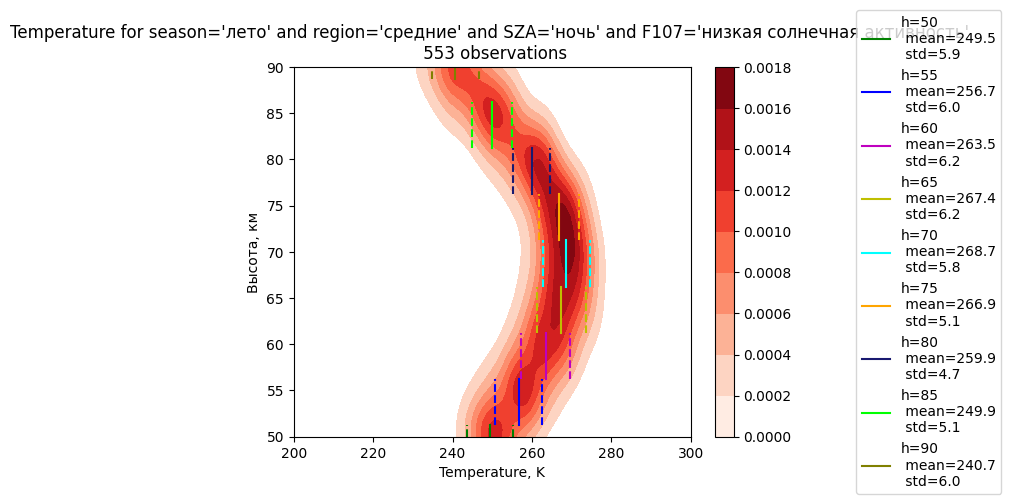 Temperature for season='лето' and region='средние' and SZA='ночь' and F107='низкая солнечная активность'
553 observations
90
85
80
75
70
65
60
55
50
Высота, км
200
220
240
260
280
300
Temperature, K
0.0018
0.0016
0.0014
0.0012
0.0010
0.0008
0.0006
0.0004
0.0002
0.0000
h=50
mean=249.5
std=5.9
h=55
mean=256.7
std=6.0
h=60
mean=263.5
std=6.2
h=65
mean=267.4
std=6.2
h=70
mean=268.7
std=5.8
h=75
mean=266.9
std=5.1
h=80
mean=259.9
std=4.7
h=85
mean=249.9
std=5.1
h=90
mean=240.7
std=6.0